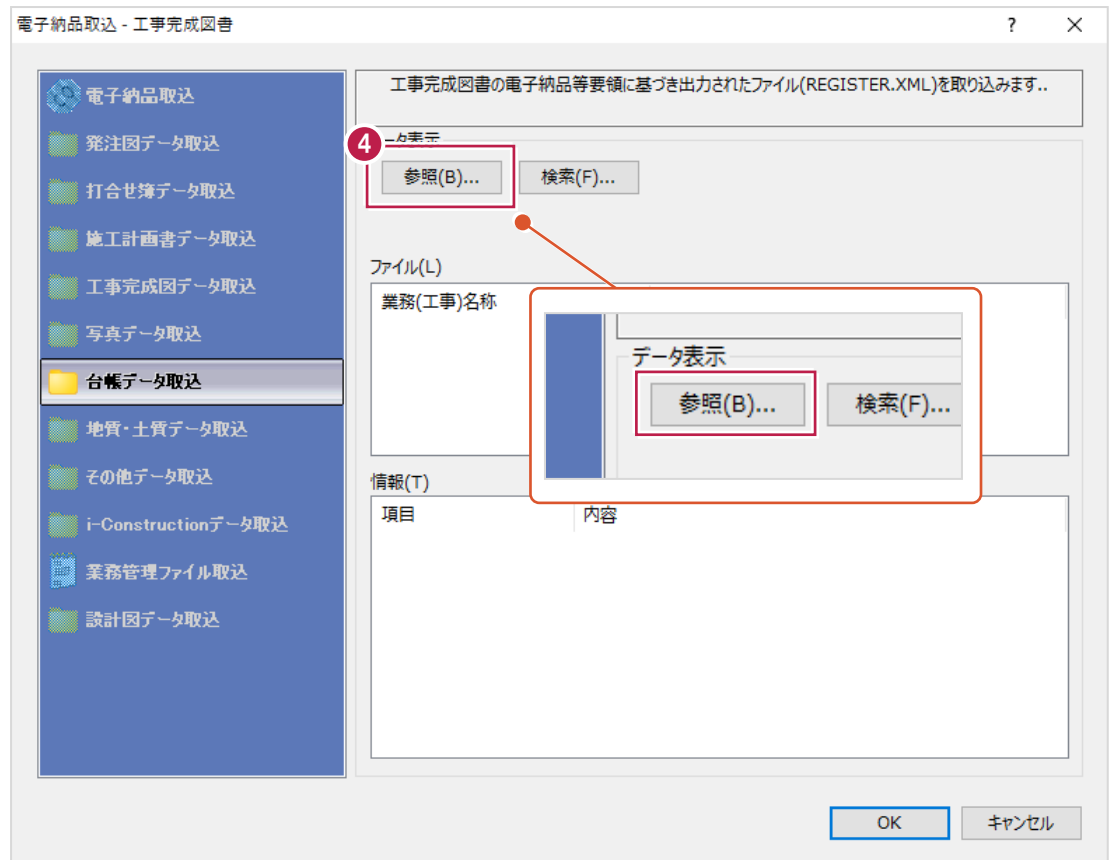 電子納品取込 - 工事完成図書
?
電子納品取込
発注図データ取込
打合せ簿データ取込
施工計画書データ取込
工事完成図データ取込
写真データ取込
台帳データ取込
地質・土質データ取込
その他データ取込
i-Constructionデータ取込
業務管理ファイル取込
設計図データ取込
工事完成図書の電子納品等要領に基づき出力されたファイル(REGISTER.XML)を取り込みます..
4
ータ表示
参照(B)... 検索(F)...
ファイル(L)
業務(工事)名称
データ表示
参照(B)... 検索(F)...
情報(T)
項目 内容
OK キャンセル